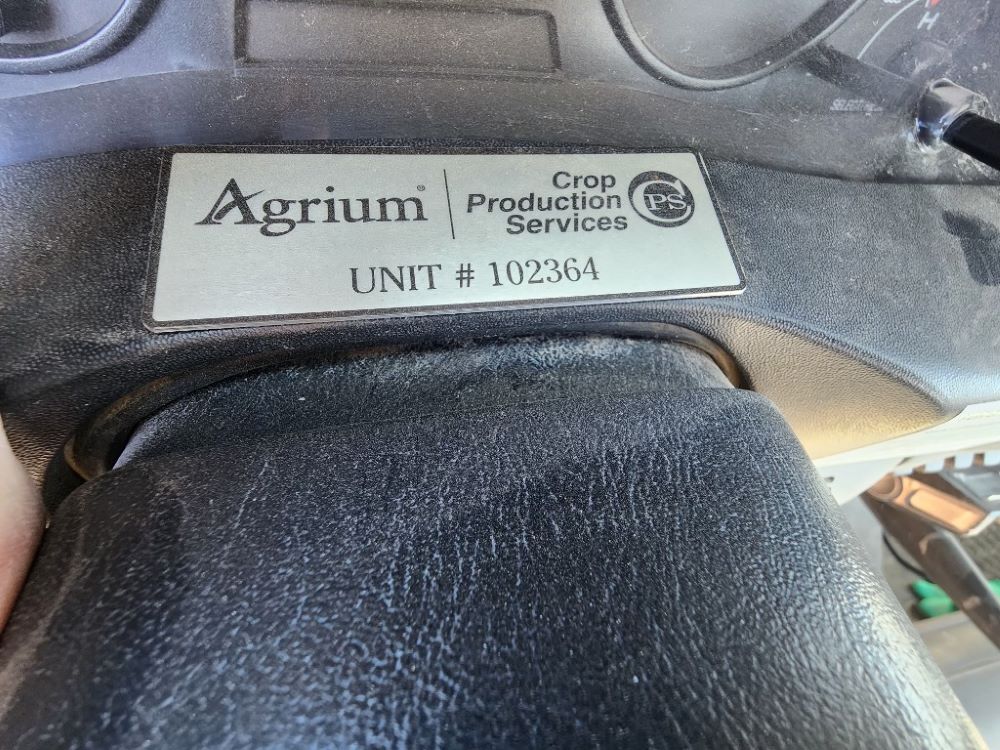 H
Agrium®
Crop
Production
Services
CPS
UNIT # 102364